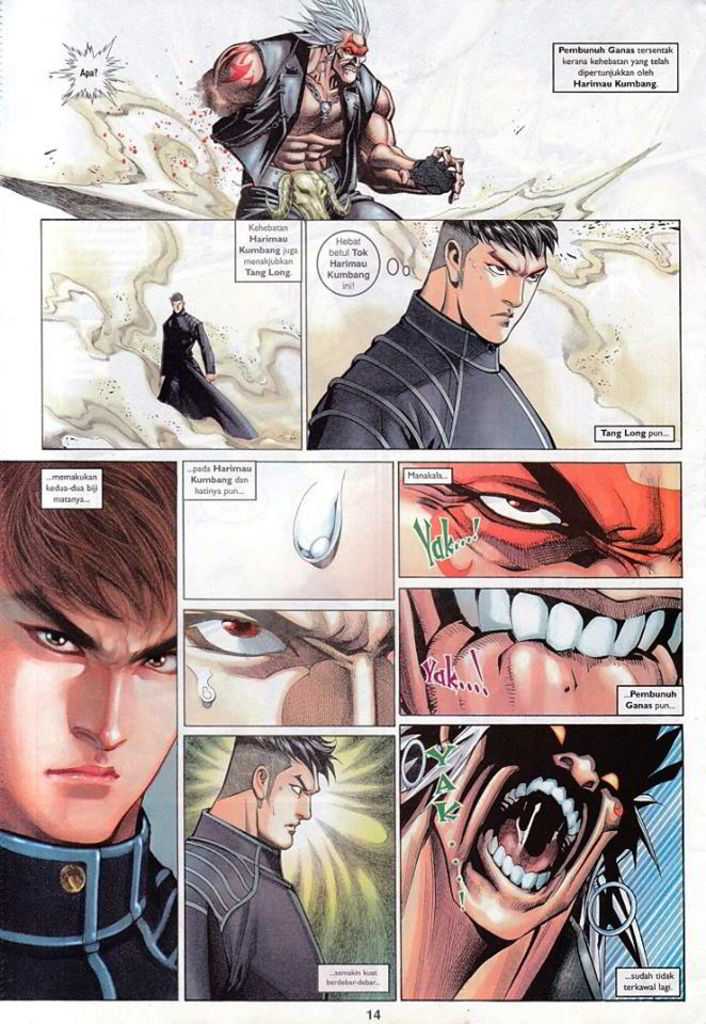 Apa?
Pembunuh Ganas tersentak
kerana kehebatan yang telah
dipertunjukkan oleh
Harimau Kumbang.
Kehebatan
Harimau
Kumbang juga
menakjubkan
Tang Long.
Hebat
betul Tok
Harimau
Kumbang
ini!
Tang Long pun...
...memakukan
kedua-dua biji
matanya...
...pada Harimau
Kumbang dan
hatinya pun...
...semakin kuat
berdebar-debar...
Manakala...
Yak...!
Yak...!
...Pembunuh
Ganas pun...
YAK...!
...sudah tidak
terkawal lagi.
14